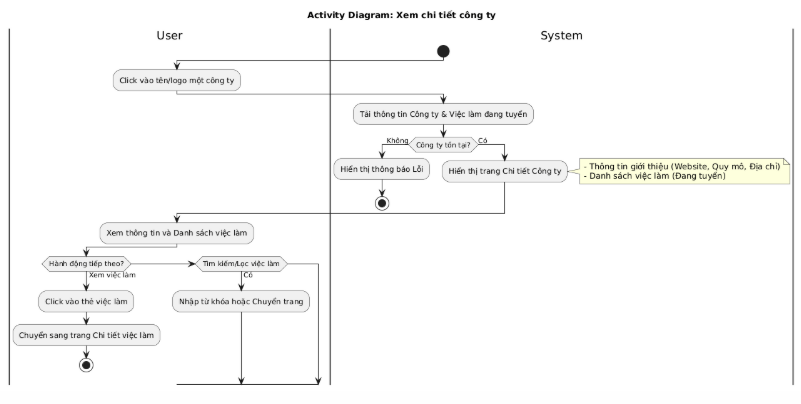 Activity Diagram: Xem chi tiết công ty
User
System
Click vào tên/logo một công ty
Tải thông tin Công ty & Việc làm đang tuyển
Không
Công ty tồn tại?
Có
Hiển thị thông báo Lỗi
Hiển thị trang Chi tiết Công ty
- Thông tin giới thiệu (Website, Quy mô, Địa chỉ)
- Danh sách việc làm (Đang tuyển)
Xem thông tin và Danh sách việc làm
Hành động tiếp theo?
Tìm kiếm/Lọc việc làm
Xem việc làm
Có
Click vào thẻ việc làm
Nhập từ khóa hoặc Chuyển trang
Chuyển sang trang Chi tiết việc làm